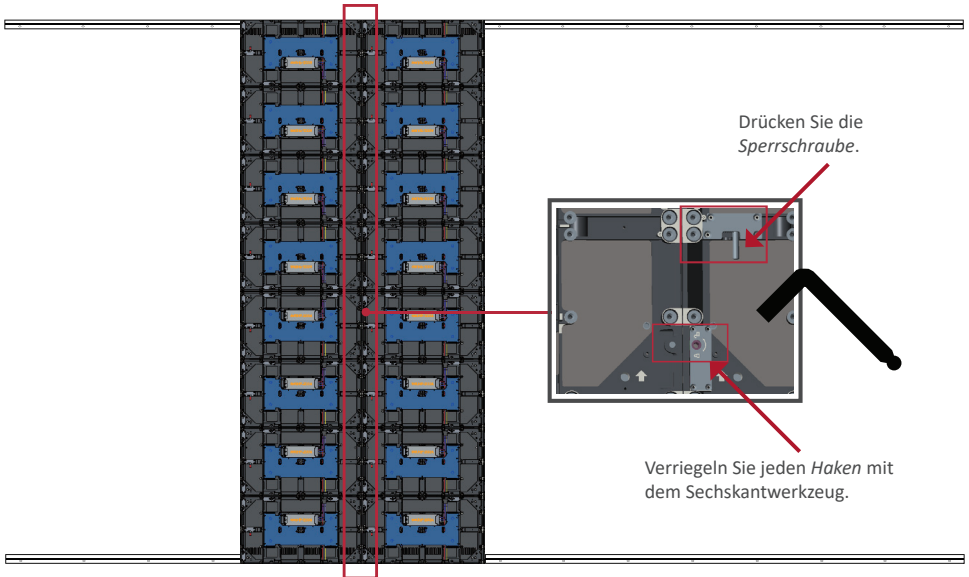 Drücken Sie die
Sperrschraube.
Verriegeln Sie jeden Haken mit
dem Sechskantwerkzeug.